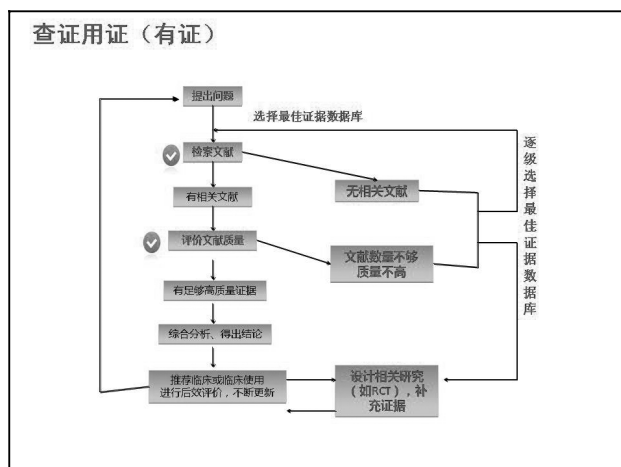 查证用证（有证）
提出问题
选择最佳证据数据库
检索文献
无相关文献
有相关文献
逐级选择最佳证据数据库
评价文献质量
文献数量不够
质量不高
有足够高质量证据
综合分析、得出结论
推荐临床或临床使用
进行后效评价，不断更新
设计相关研究
（如RCT），补
充证据